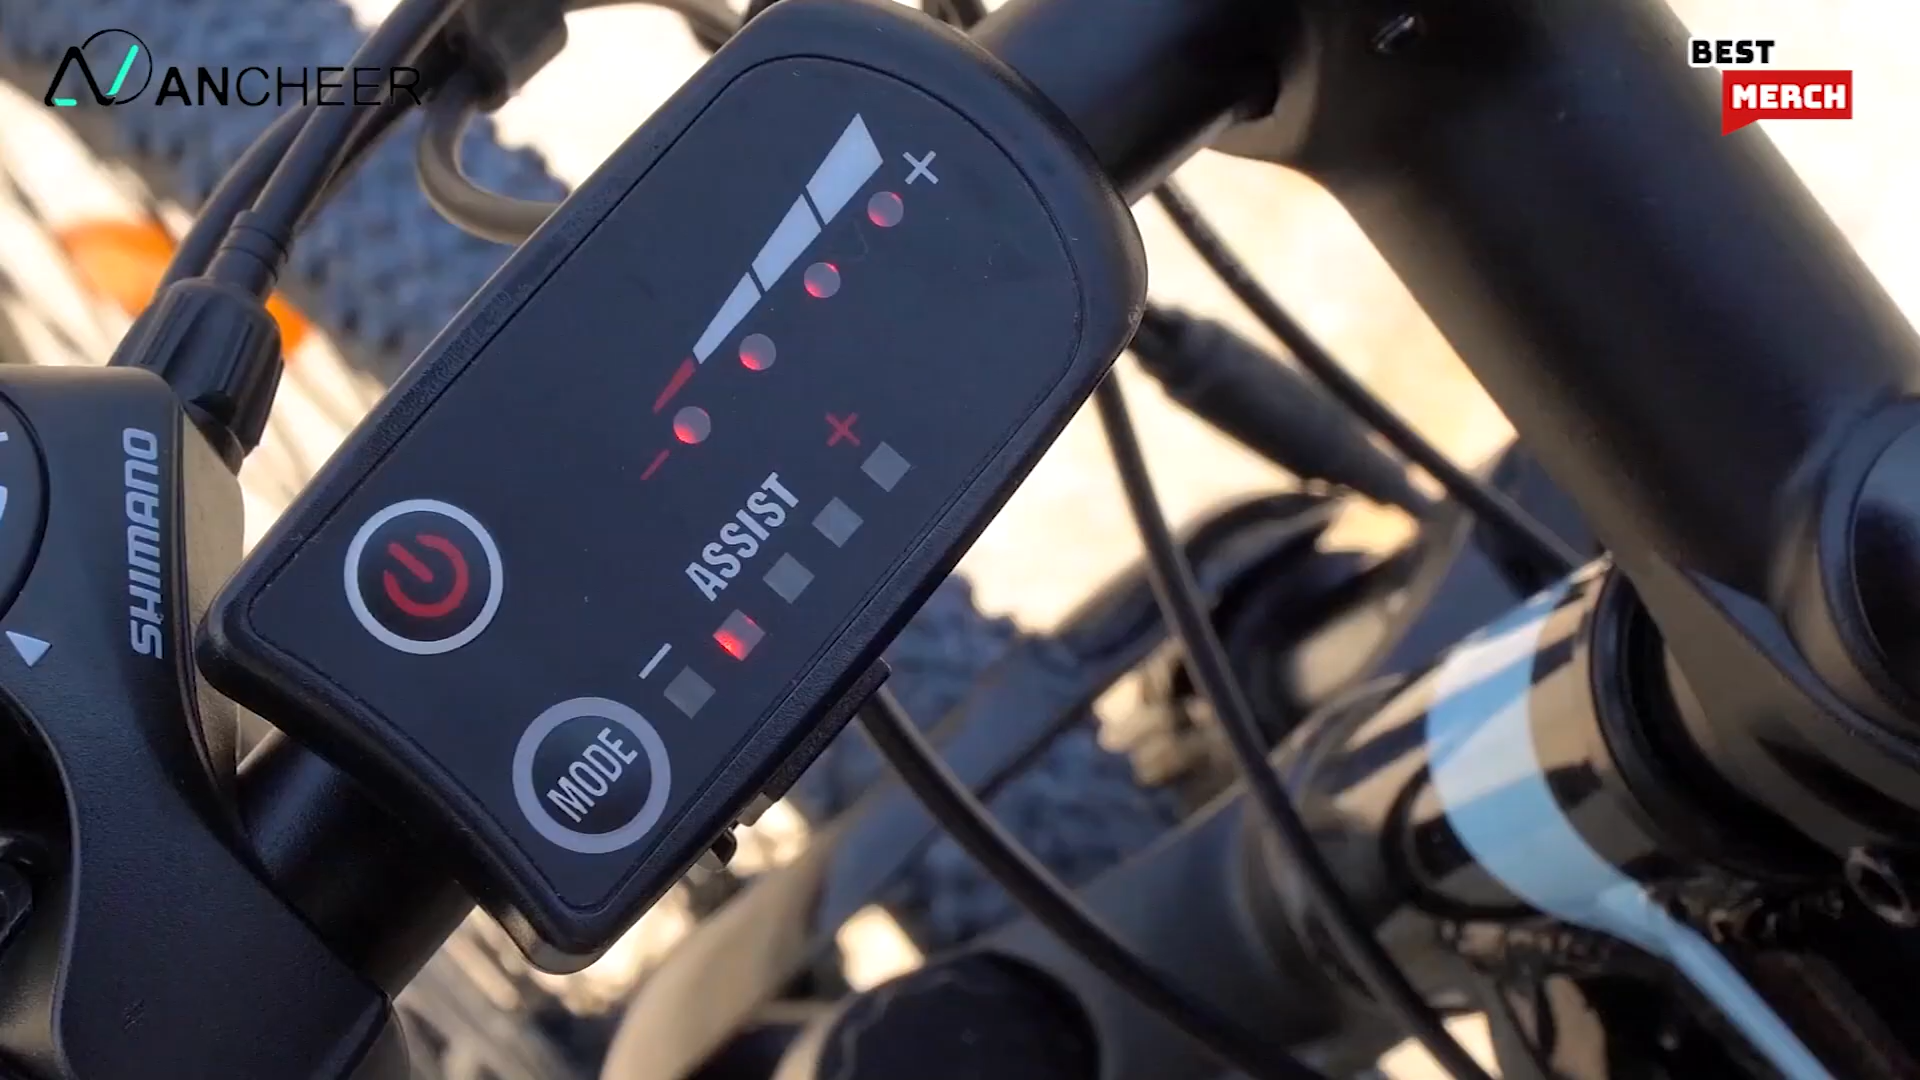 ANCHEER
BEST
MERCH
+
-
+
ASSIST
-
MODE
SHIMANO